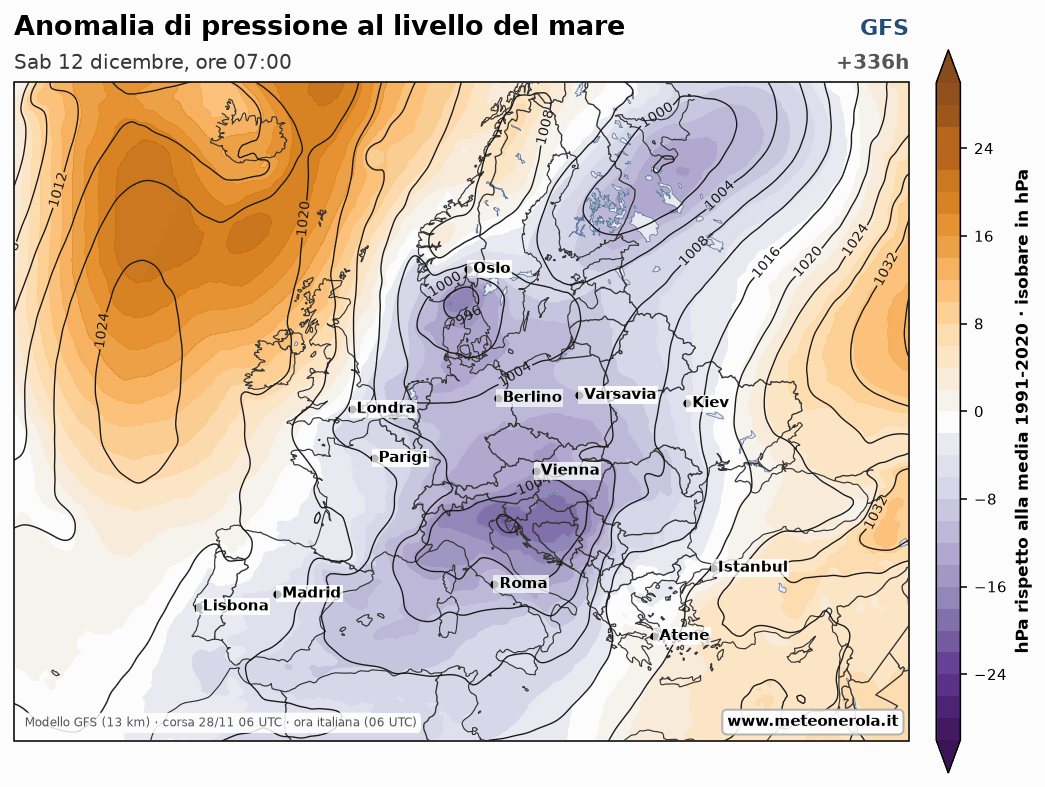 Anomalia di pressione al livello del mare
GFS
Sab 12 dicembre, ore 07:00
+336h
1000
1008
1012
1004
1020
1024
1008
1016
1020
1032
Oslo
1000
996
24
16
8
0
−8
−16
−24
hPa rispetto alla media 1991-2020 · isobare in hPa
1024
1004
Londra
Berlino
Varsavia
Kiev
Parigi
Vienna
1032
Istanbul
Roma
Madrid
Lisbona
Atene
Modello GFS (13 km) · corsa 28/11 06 UTC · ora italiana (06 UTC)
www.meteonerola.it